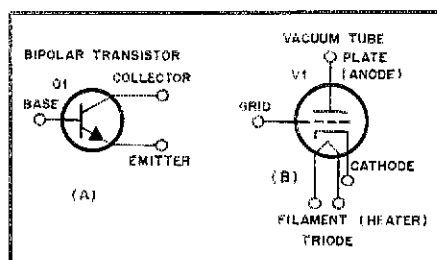 BIPOLAR TRANSISTOR
Q1
COLLECTOR
BASE
EMITTER
(A)
VACUUM TUBE
PLATE
V1
(ANODE)
GRID
CATHODE
(B)
FILAMENT (HEATER)
TRIODE